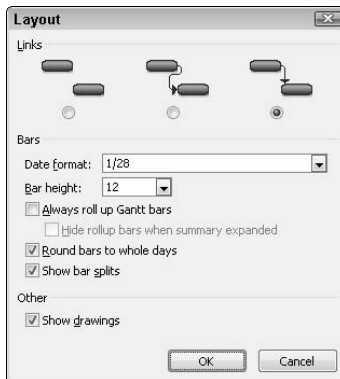 Layout
Links
Bars
Date format: 1/28
Bar height: 12
Always roll up Gantt bars
Hide rollup bars when summary expanded
Round bars to whole days
Show bar splits
Other
Show drawings
OK Cancel